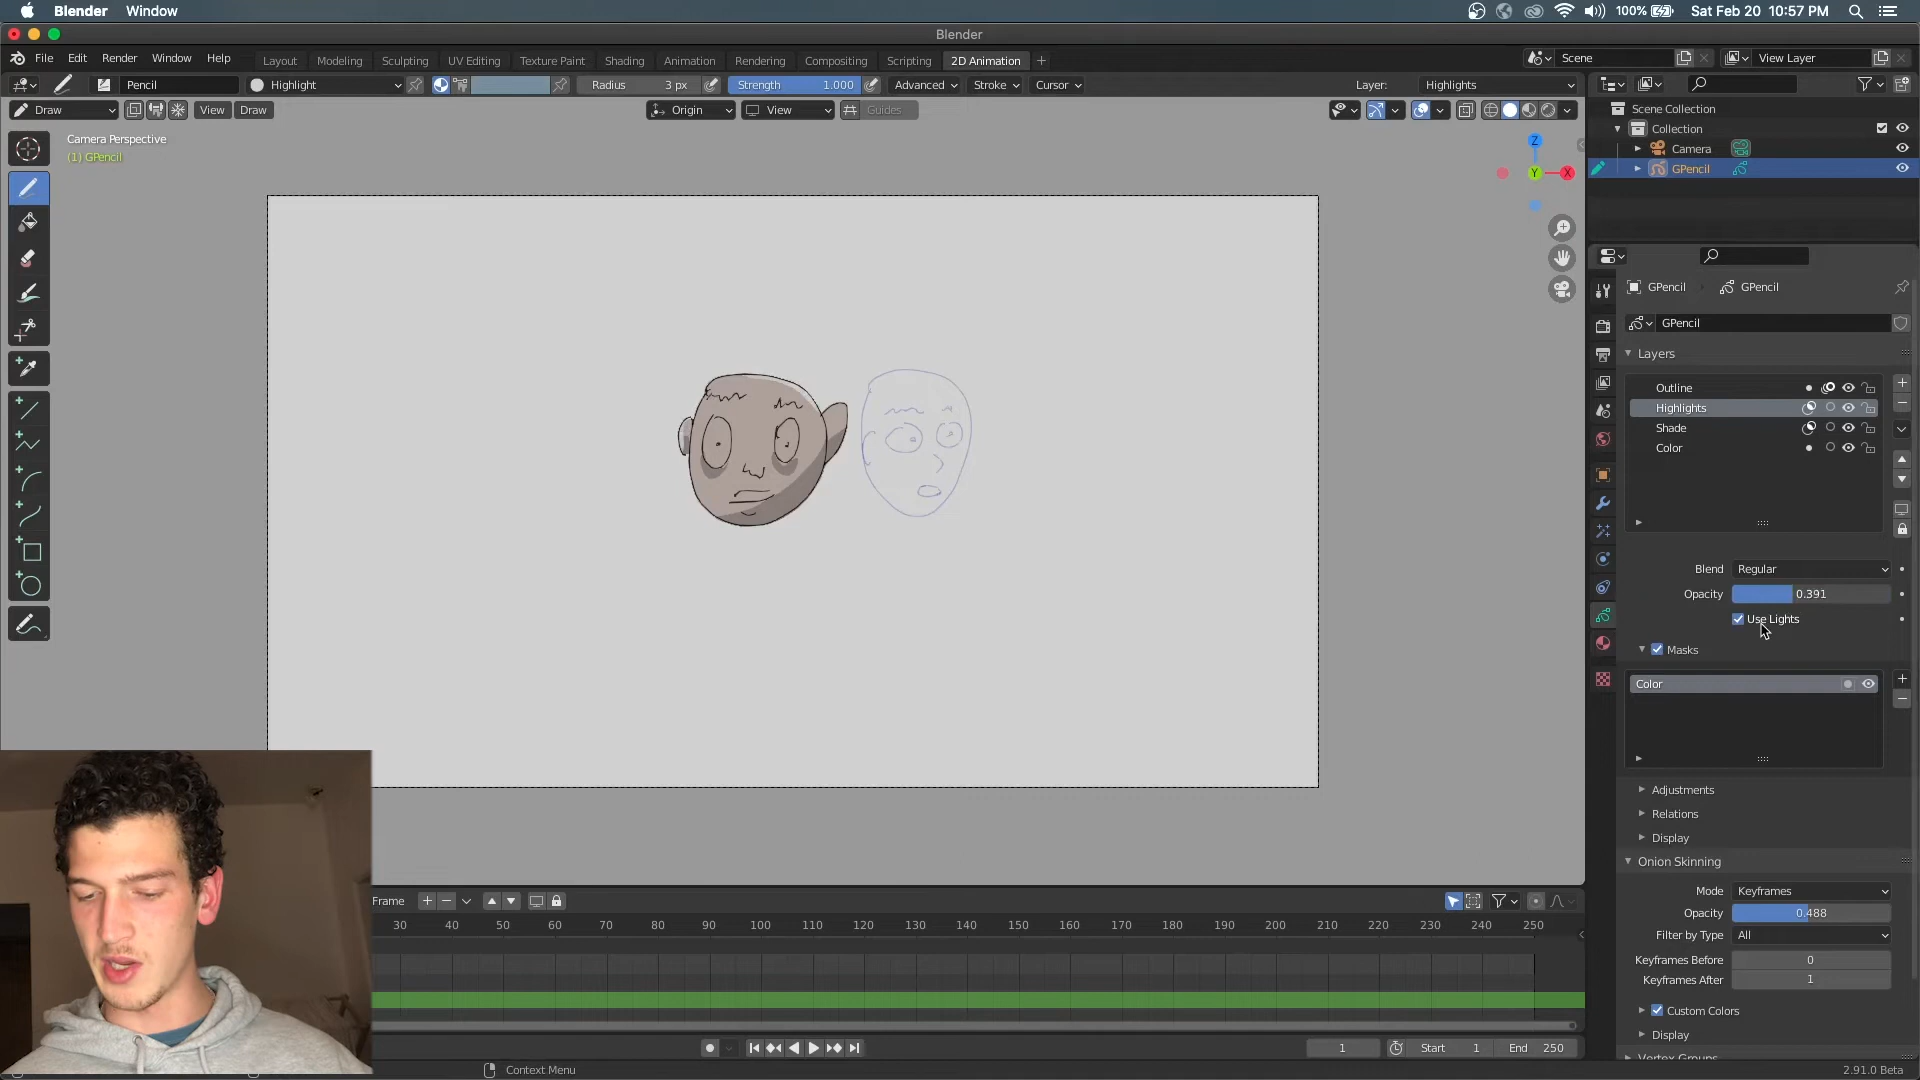 Blender Window
100% Sat Feb 20 10:57 PM
Blender
File Edit Render Window Help Layout Modeling Sculpting UV Editing Texture Paint Shading Animation Rendering Compositing Scripting 2D Animation + Scene View Layer
Pencil Highlight Radius 3 px Strength 1.000 Advanced Stroke Cursor Layer: Highlights
Draw View Draw Origin View Guides
Scene Collection
Collection
Camera
GPencil
Camera Perspective
(1) GPencil
Z
Y X
GPencil GPencil
GPencil
Layers
Outline
Highlights
Shade
Color
Blend Regular
Opacity 0.391
Use Lights
Masks
Color
Adjustments
Relations
Display
Onion Skinning
Mode Keyframes
Opacity 0.488
Filter by Type All
Keyframes Before 0
Keyframes After 1
Custom Colors
Display
Vertex Groups
Frame
30 40 50 60 70 80 90 100 110 120 130 140 150 160 170 180 190 200 210 220 230 240 250
1 Start 1 End 250
Context Menu 2.91.0 Beta